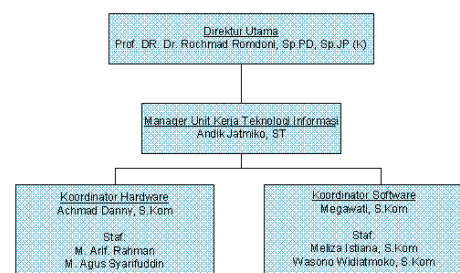 Direktur Utama
Prof. DR. Dr. Rochmad Romdoni, Sp.PD, Sp.JP (K)
Manager Unit Kerja Teknologi Informasi
Andik Jatmiko, ST
Koordinator Hardware
Achmad Danny, S.Kom
Staf:
M. Arif. Rahman
M. Agus Syarifuddin
Koordinator Software
Megawati, S.Kom
Staf:
Meliza Istiana, S.Kom
Wasono Widiatmoko, S.Kom